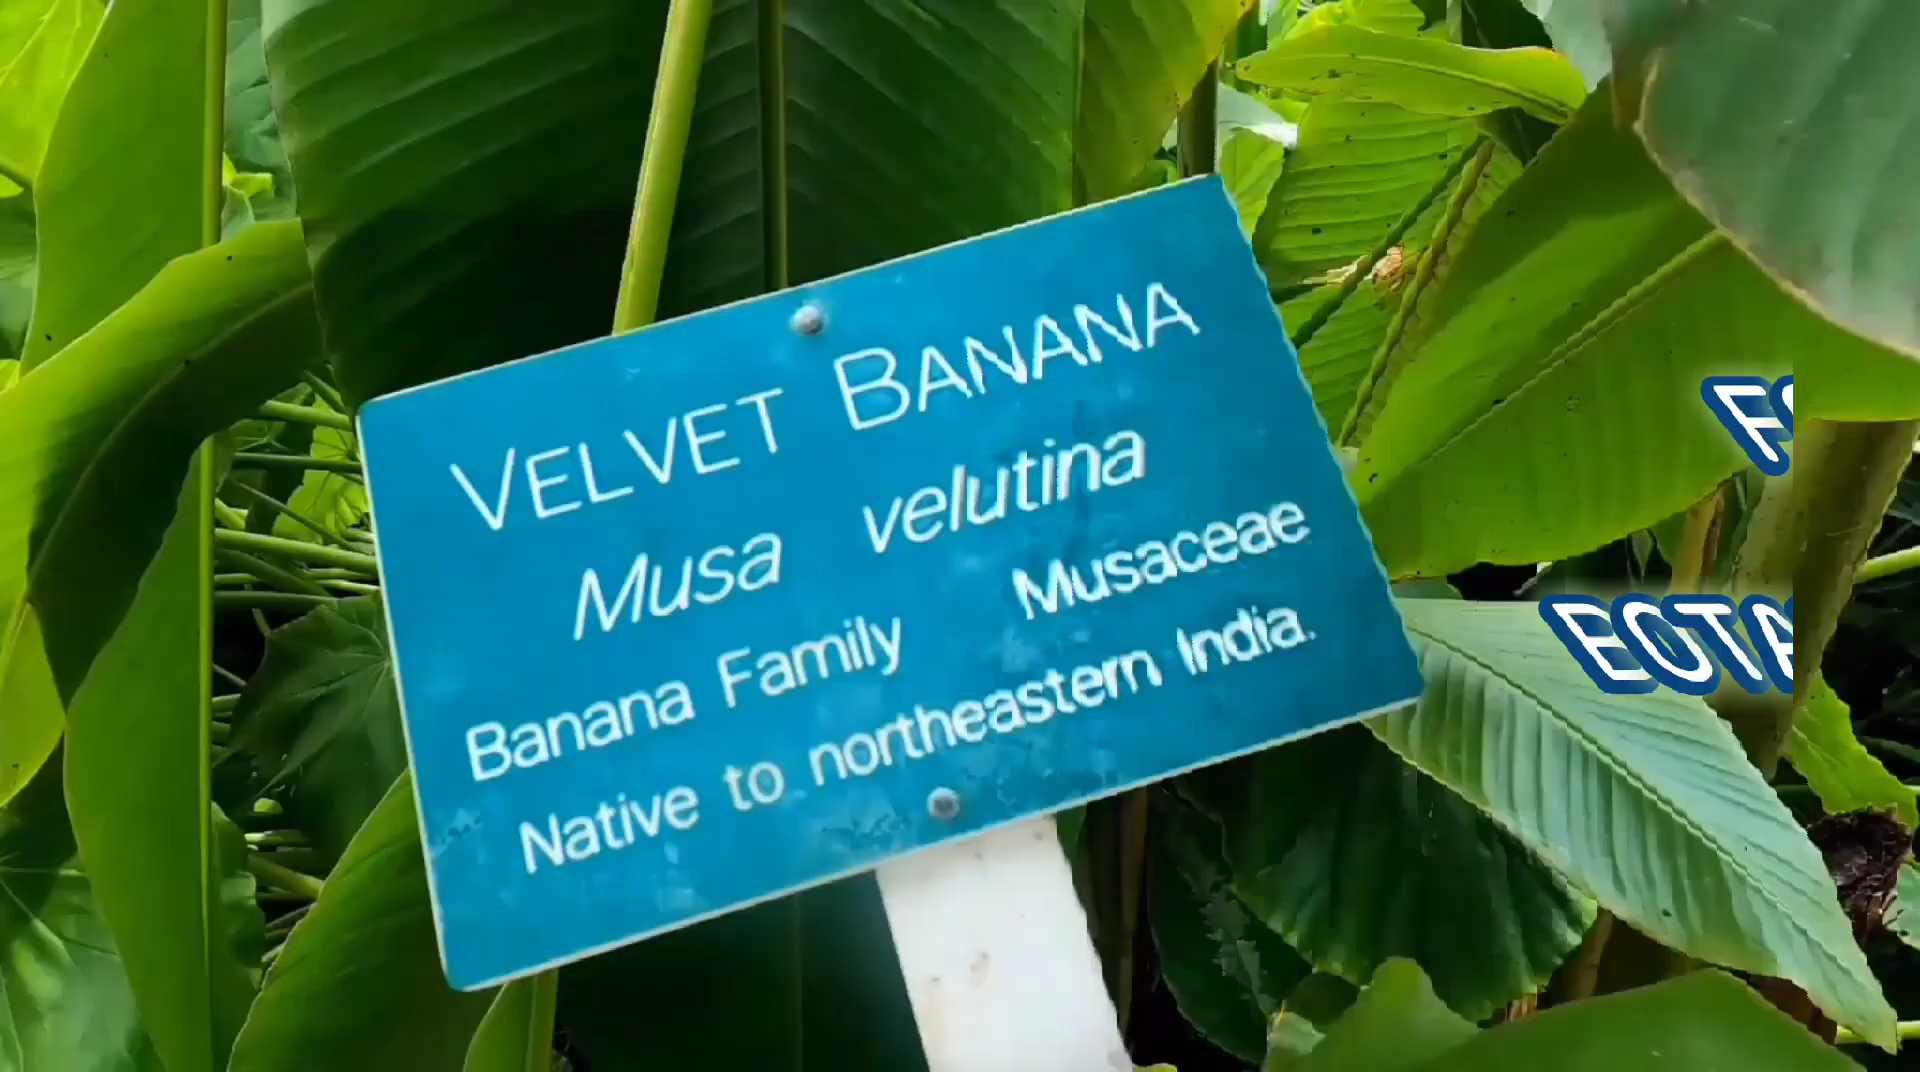 VELVET BANANA
Musa velutina
Banana Family Musaceae
Native to northeastern India.